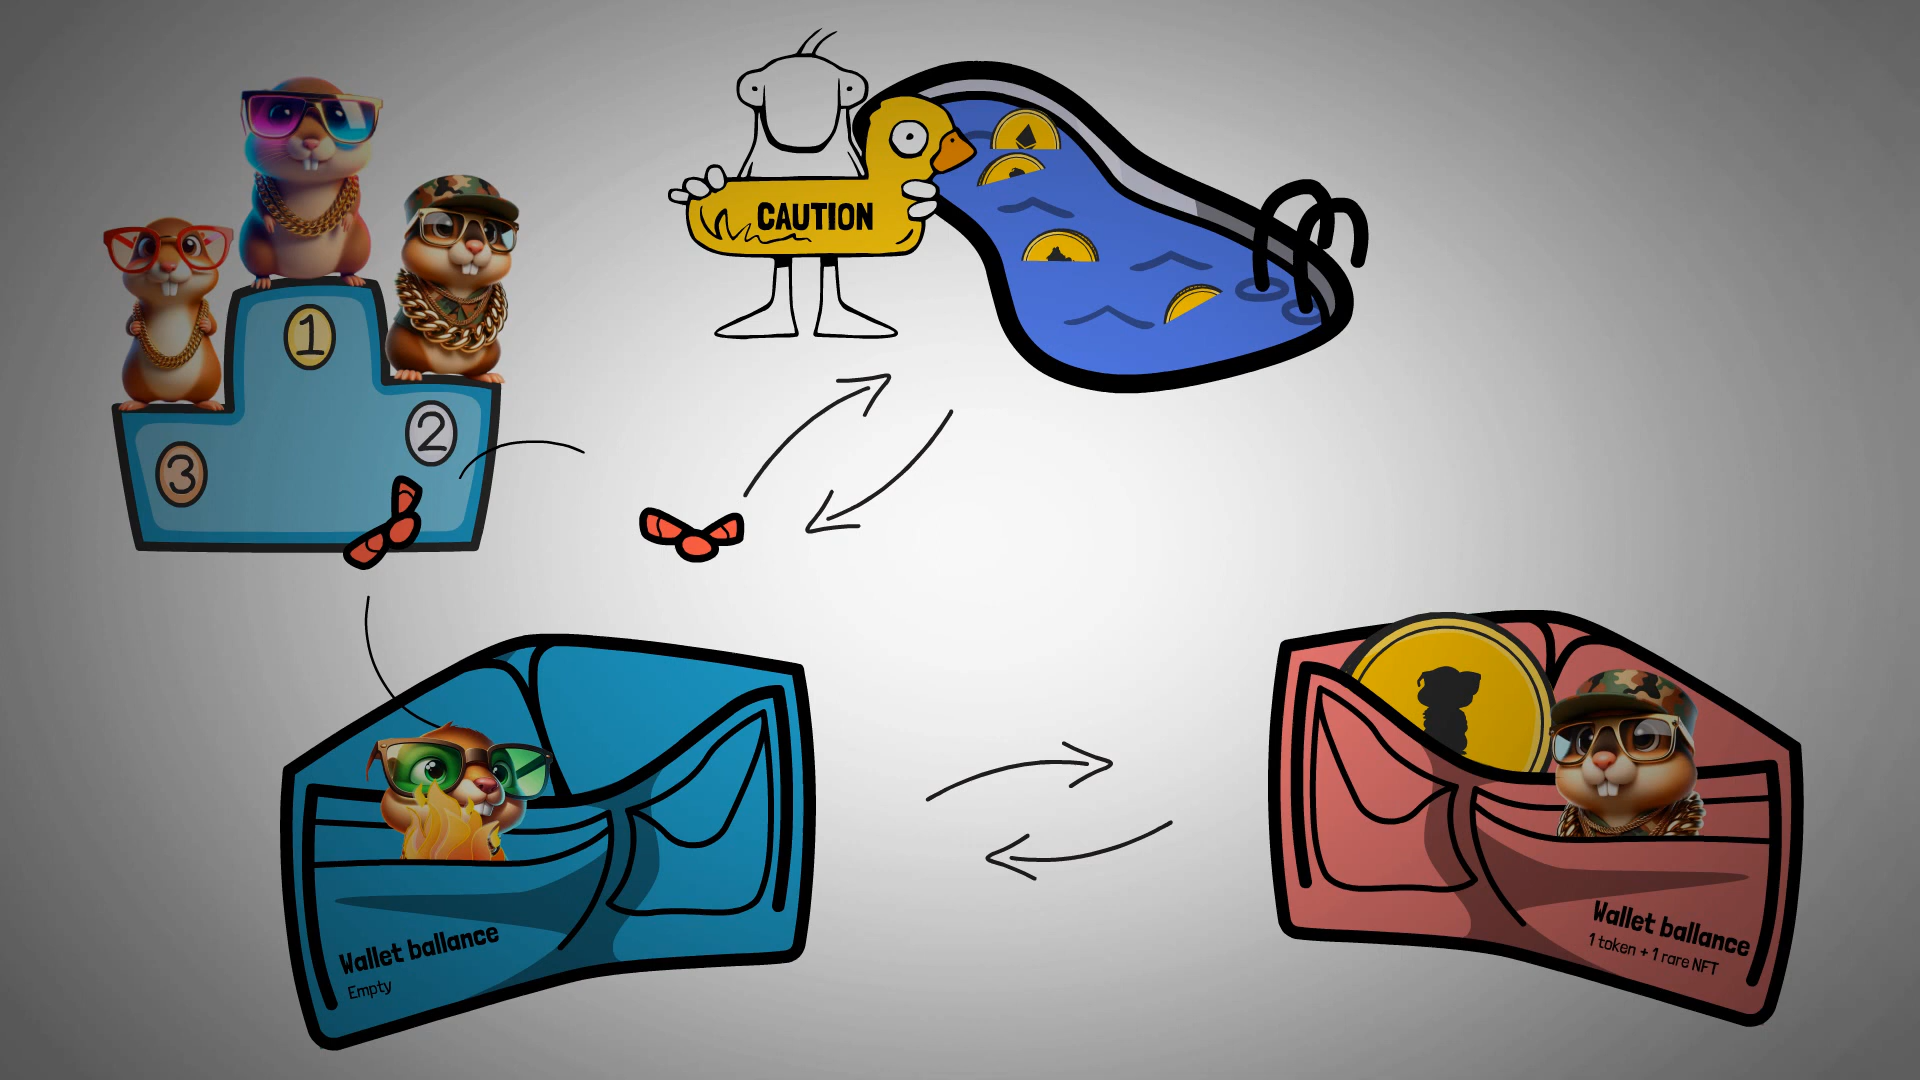 CAUTION
1
2
3
Wallet ballance
Empty
Wallet ballance
1 token + 1 rare NFT